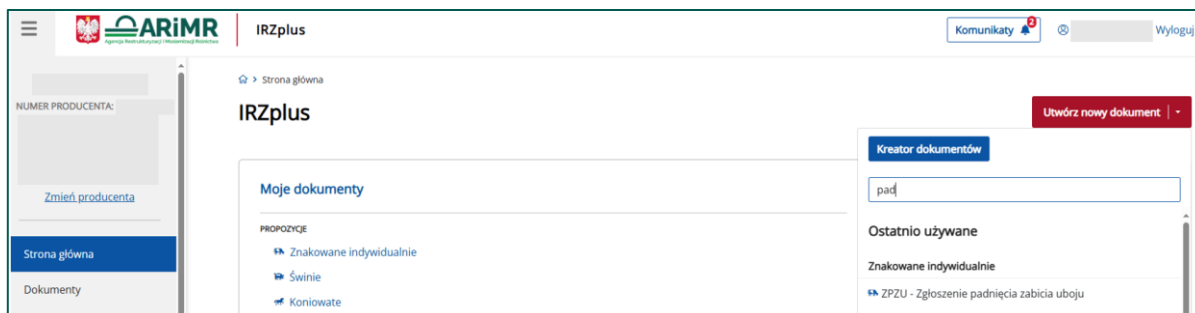 ARiMR
Agencja Restrukturyzacji i Modernizacji Rolnictwa
IRZplus
Komunikaty 2
Wyloguj
NUMER PRODUCENTA:
Zmień producenta
Strona główna
Dokumenty
Strona główna
IRZplus
Utwórz nowy dokument
Moje dokumenty
PROPOZYCJE
Znakowane indywidualnie
Świnie
Koniowate
Kreator dokumentów
pad
Ostatnio używane
Znakowane indywidualnie
ZPZU - Zgłoszenie padnięcia zabicia uboju